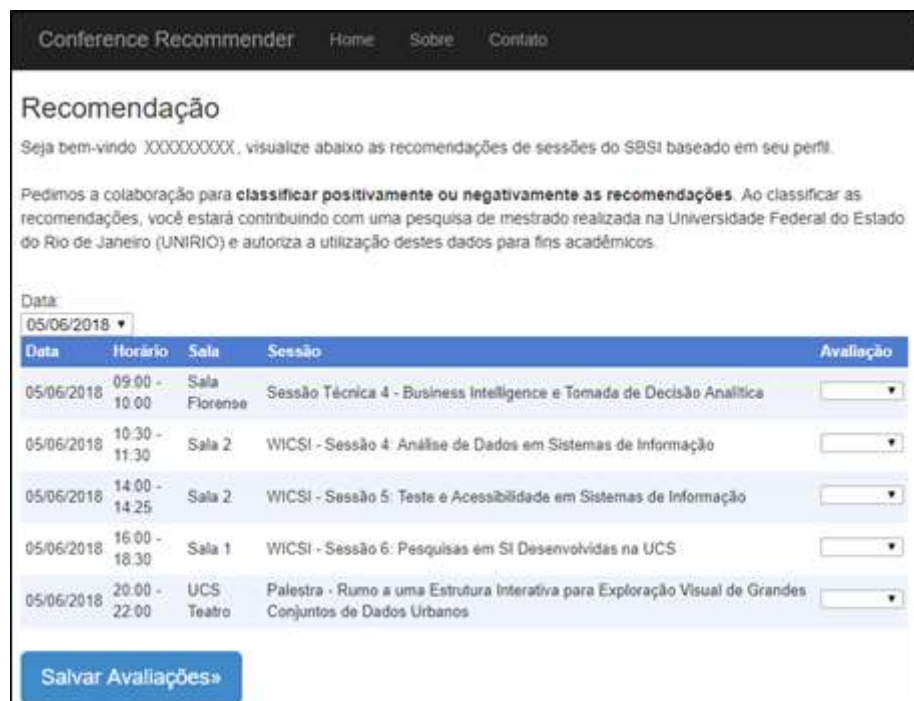 Conference Recommender Home Sobre Contato
Recomendação
Seja bem-vindo XXXXXXXXX, visualize abaixo as recomendações de sessões do SBSI baseado em seu perfil.
Pedimos a colaboração para classificar positivamente ou negativamente as recomendações. Ao classificar as
recomendações, você estará contribuindo com uma pesquisa de mestrado realizada na Universidade Federal do Estado
do Rio de Janeiro (UNIRIO) e autoriza a utilização destes dados para fins acadêmicos.
Data:
05/06/2018
Data Horário Sala Sessão Avaliação
05/06/2018 09:00 - 10:00 Sala Florense Sessão Técnica 4 - Business Intelligence e Tomada de Decisão Analítica
05/06/2018 10:30 - 11:30 Sala 2 WICSI - Sessão 4: Análise de Dados em Sistemas de Informação
05/06/2018 14:00 - 14:25 Sala 2 WICSI - Sessão 5: Teste e Acessibilidade em Sistemas de Informação
05/06/2018 16:00 - 18:30 Sala 1 WICSI - Sessão 6: Pesquisas em SI Desenvolvidas na UCS
05/06/2018 20:00 - 22:00 UCS Teatro Palestra - Rumo a uma Estrutura Interativa para Exploração Visual de Grandes
Conjuntos de Dados Urbanos
Salvar Avaliações»